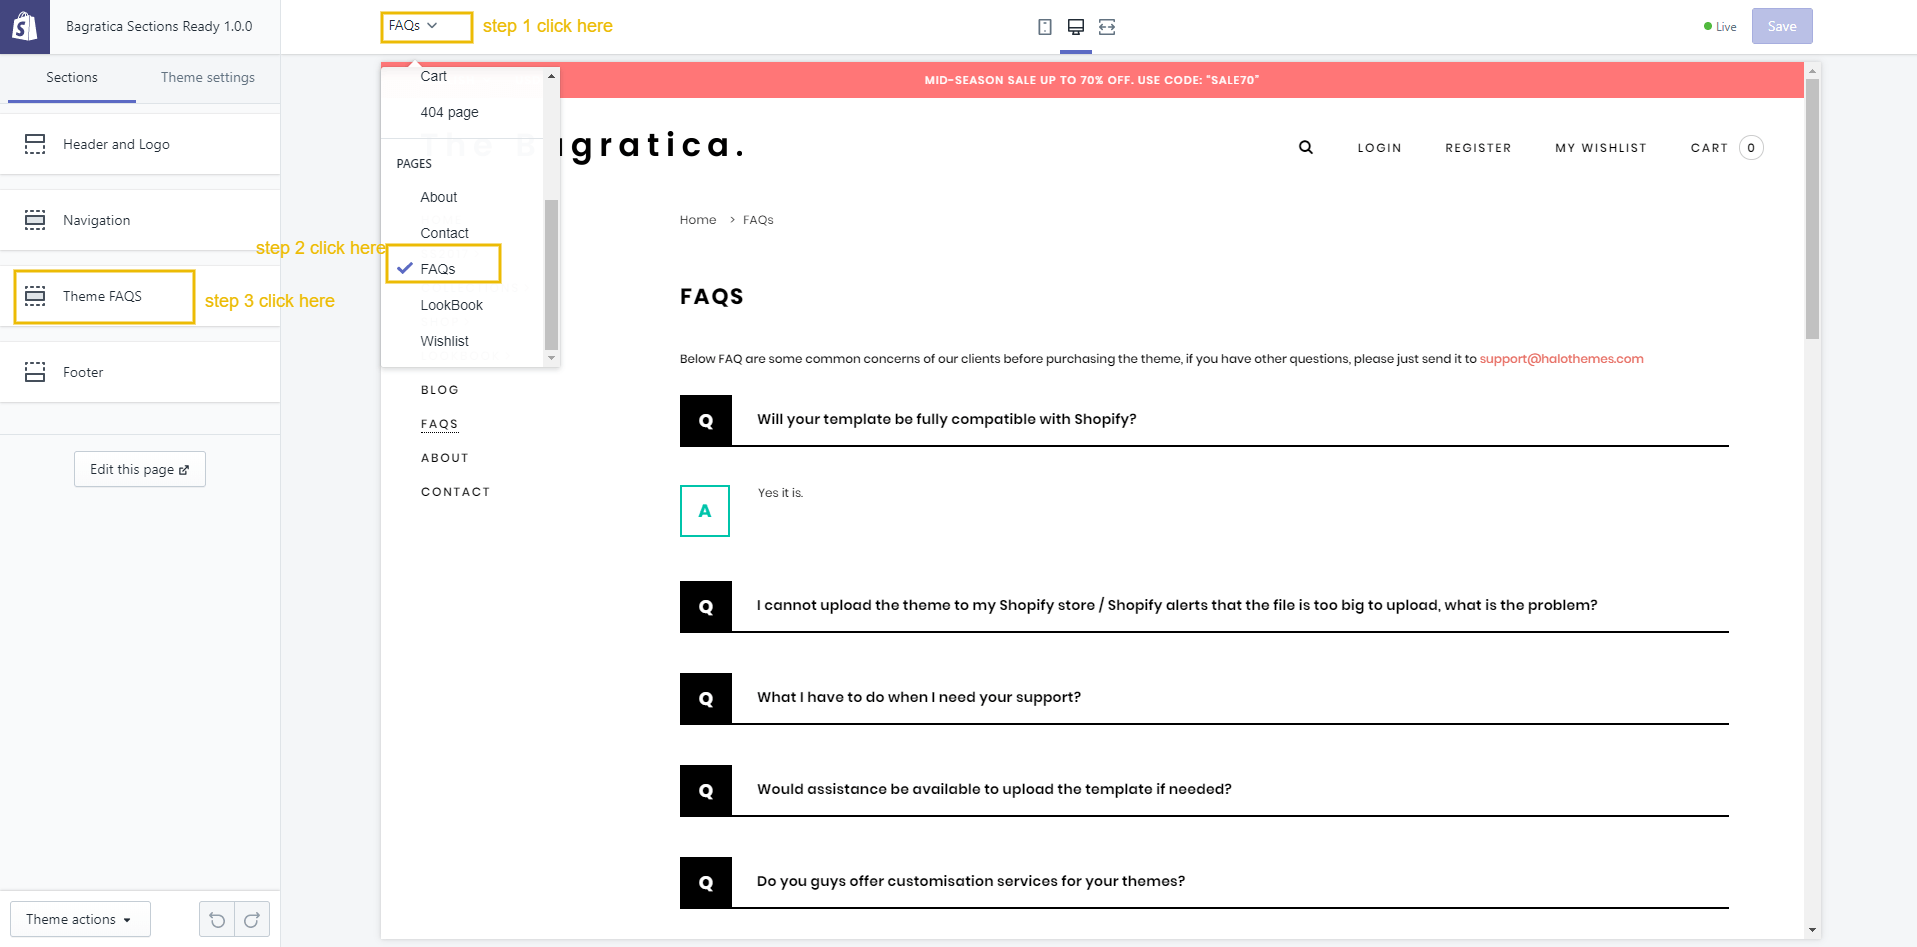 Bagratica Sections Ready 1.0.0
FAQs
step 1 click here
Live
Save
Sections
Theme settings
Header and Logo
Navigation
step 2 click here
Theme FAQS
step 3 click here
Footer
Edit this page
Theme actions
Cart
404 page
PAGES
About
Contact
FAQs
LookBook
Wishlist
MID-SEASON SALE UP TO 70% OFF. USE CODE: "SALE70"
The Bagratica.
LOGIN
REGISTER
MY WISHLIST
CART 0
BLOG
FAQS
ABOUT
CONTACT
Home > FAQs
FAQS
Below FAQ are some common concerns of our clients before purchasing the theme, if you have other questions, please just send it to support@halothemes.com
Q Will your template be fully compatible with Shopify?
A Yes it is.
Q I cannot upload the theme to my Shopify store / Shopify alerts that the file is too big to upload, what is the problem?
Q What I have to do when I need your support?
Q Would assistance be available to upload the template if needed?
Q Do you guys offer customisation services for your themes?